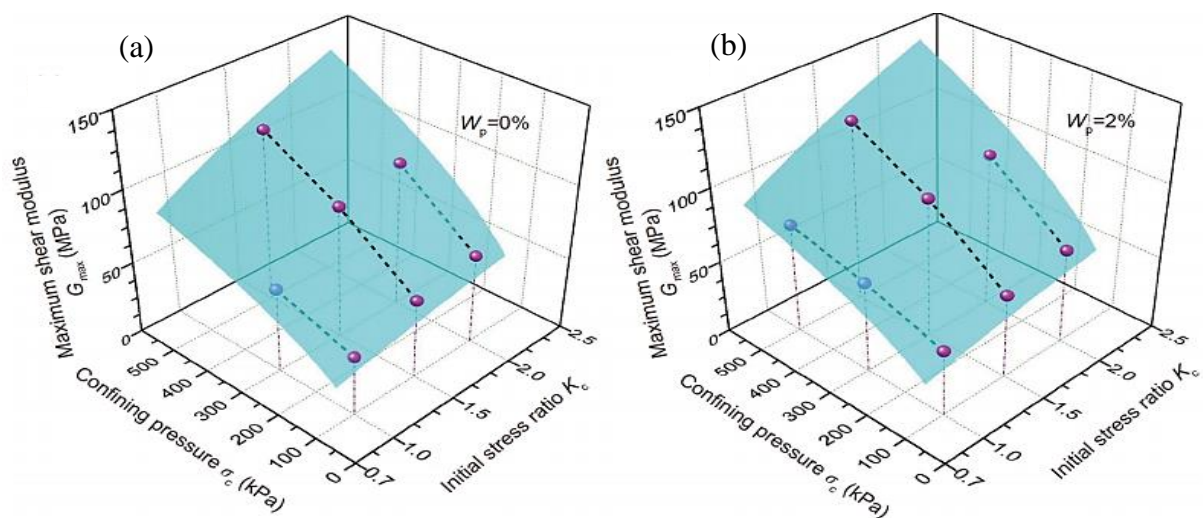 (a)
W_p=0%
150
100
50
0
Maximum shear modulus
G_max (MPa)
500
400
300
200
100
0
Confining pressure σ_c (kPa)
0.7
1.0
1.5
2.0
2.5
Initial stress ratio K_c
(b)
W_p=2%
150
100
50
0
Maximum shear modulus
G_max (MPa)
500
400
300
200
100
0
Confining pressure σ_c (kPa)
0.7
1.0
1.5
2.0
2.5
Initial stress ratio K_c